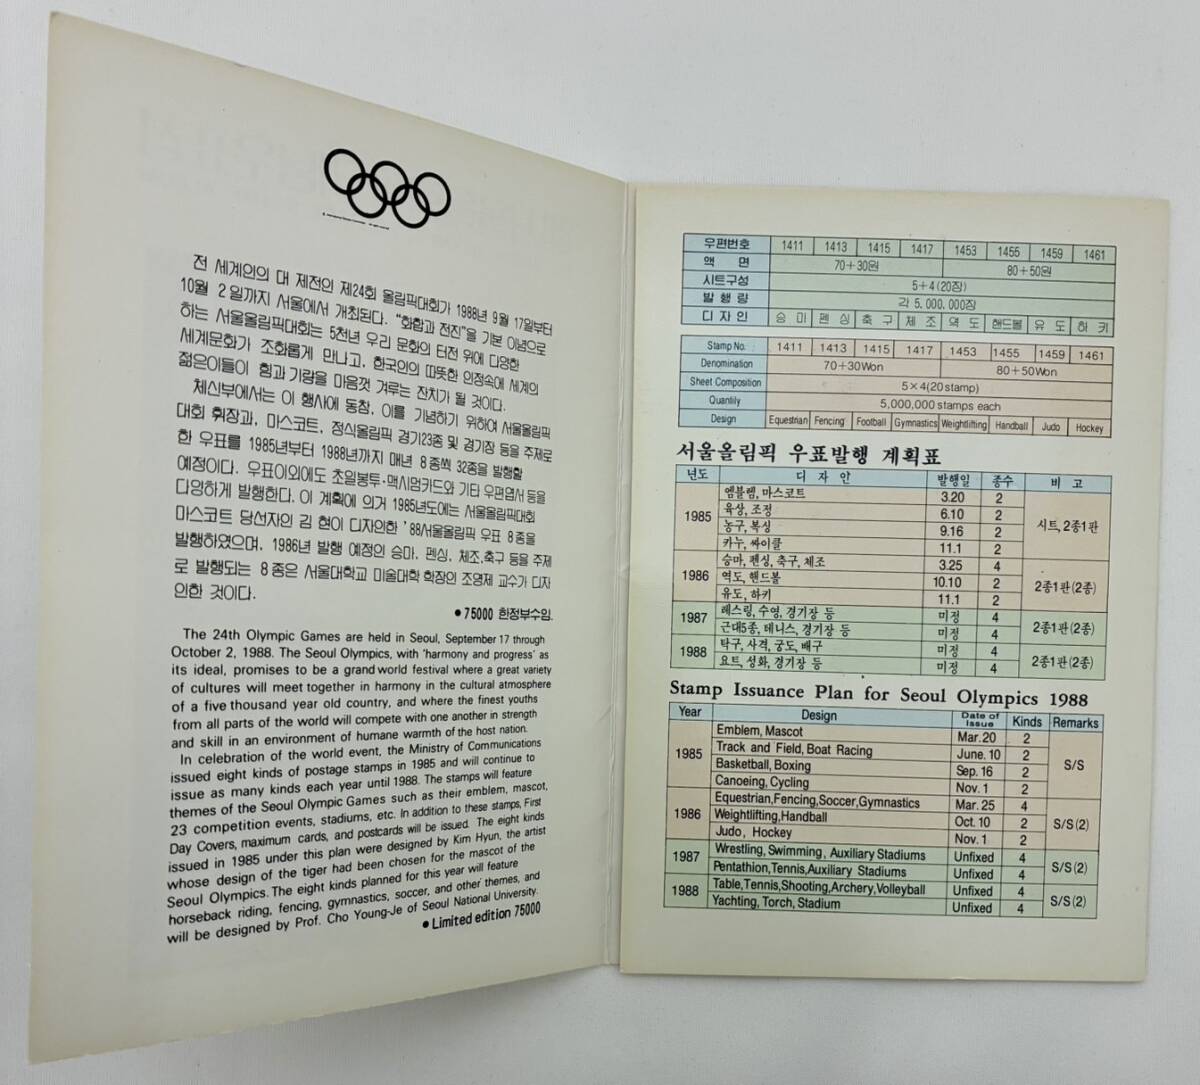 전 세계인의 대 제전인 제24회 올림픽대회가 1988년 9월 17일부터
10월 2일까지 서울에서 개최된다. “화합과 전진”을 기본 이념으로
하는 서울올림픽대회는 5천년 우리 문화의 터전 위에 다양한
세계문화가 조화롭게 만나고, 한국인의 따뜻한 인정속에 세계의
젊은이들이 힘과 기량을 마음껏 겨루는 잔치가 될 것이다.
체신부에서는 이 행사에 동참, 이를 기념하기 위하여 서울올림픽
대회 휘장과, 마스코트, 정식올림픽 경기23종 및 경기장 등을 주제로
한 우표를 1985년부터 1988년까지 매년 8종씩 32종을 발행할
예정이다. 우표이외에도 초일봉투·맥시멈카드와 기타 우편엽서 등을
다양하게 발행한다. 이 계획에 의거 1985년도에는 서울올림픽대회
마스코트 당선자인 김 현이 디자인한 '88서울올림픽 우표 8종을
발행하였으며, 1986년 발행 예정인 승마, 펜싱, 체조, 축구 등을 주제
로 발행되는 8종은 서울대학교 미술대학 학장인 조영제 교수가 디자
인한 것이다.
●75000 한정부수임.
The 24th Olympic Games are held in Seoul, September 17 through
October 2, 1988. The Seoul Olympics, with 'harmony and progress' as
its ideal, promises to be a grand world festival where a great variety
of cultures will meet together in harmony in the cultural atmosphere
of a five thousand year old country, and where the finest youths
from all parts of the world will compete with one another in strength
and skill in an environment of humane warmth of the host nation.
In celebration of the world event, the Ministry of Communications
issued eight kinds of postage stamps in 1985 and will continue to
issue as many kinds each year until 1988. The stamps will feature
themes of the Seoul Olympic Games such as their emblem, mascot,
23 competition events, stadiums, etc. In addition to these stamps, First
Day Covers, maximum cards, and postcards will be issued. The eight kinds
issued in 1985 under this plan were designed by Kim Hyun, the artist
whose design of the tiger had been chosen for the mascot of the
Seoul Olympics. The eight kinds planned for this year will feature
horseback riding, fencing, gymnastics, soccer, and other themes, and
will be designed by Prof. Cho Young-Je of Seoul National University.
● Limited edition 75000
우편번호 1411 1413 1415 1417 1453 1455 1459 1461
액 면 70+30원 80+50원
시트구성 5+4(20장)
발 행 량 각 5,000,000장
디 자 인 승 마 펜 싱 축 구 체 조 역 도 핸드볼 유 도 하 키
Stamp No. 1411 1413 1415 1417 1453 1455 1459 1461
Denomination 70+30Won 80+50Won
Sheet Composition 5×4(20stamp)
Quantily 5,000,000 stamps each
Design Equestrian Fencing Football Gymnastics Weightlifting Handball Judo Hockey
서울올림픽 우표발행 계획표
년도 디 자 인 발행일 종수 비 고
1985 엠블렘, 마스코트 3.20 2 시트, 2종1판
육상, 조정 6.10 2
농구, 복싱 9.16 2
카누, 싸이클 11.1 2
1986 승마, 펜싱, 축구, 체조 3.25 4 2종1판(2종)
역도, 핸드볼 10.10 2
유도, 하키 11.1 2
1987 레스링, 수영, 경기장 등 미정 4 2종1판(2종)
근대5종, 테니스, 경기장 등 미정 4
1988 탁구, 사격, 궁도, 배구 미정 4 2종1판(2종)
요트, 성화, 경기장 등 미정 4
Stamp Issuance Plan for Seoul Olympics 1988
Year Design Date of Issue Kinds Remarks
1985 Emblem, Mascot Mar. 20 2 S/S
Track and Field, Boat Racing June. 10 2
Basketball, Boxing Sep. 16 2
Canoeing, Cycling Nov. 1 2
1986 Equestrian, Fencing, Soccer, Gymnastics Mar. 25 4 S/S(2)
Weightlifting, Handball Oct. 10 2
Judo, Hockey Nov. 1 2
1987 Wrestling, Swimming, Auxiliary Stadiums Unfixed 4 S/S(2)
Pentathion, Tennis, Auxiliary Stadiums Unfixed 4
1988 Table, Tennis, Shooting, Archery, Volleyball Unfixed 4 S/S(2)
Yachting, Torch, Stadium Unfixed 4